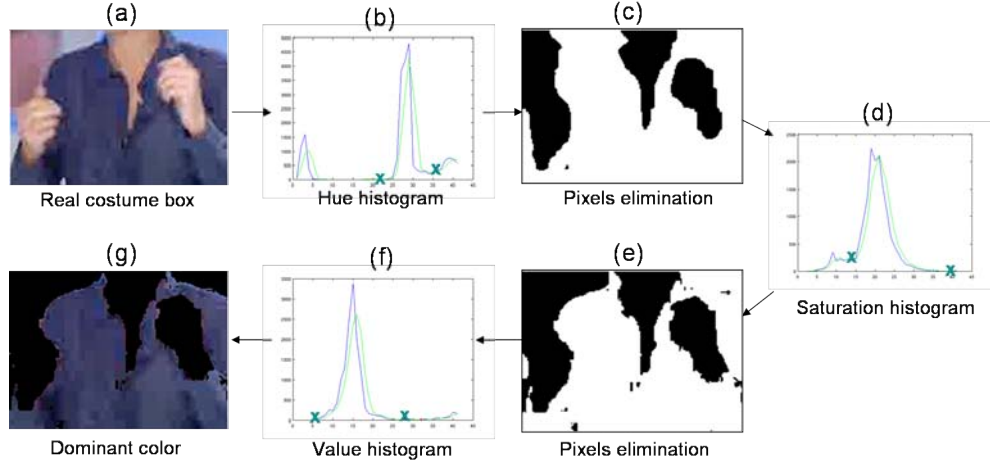 (a)
(b)
(c)
Real costume box
Hue histogram
Pixels elimination
(d)
Saturation histogram
(g)
(f)
(e)
Dominant color
Value histogram
Pixels elimination